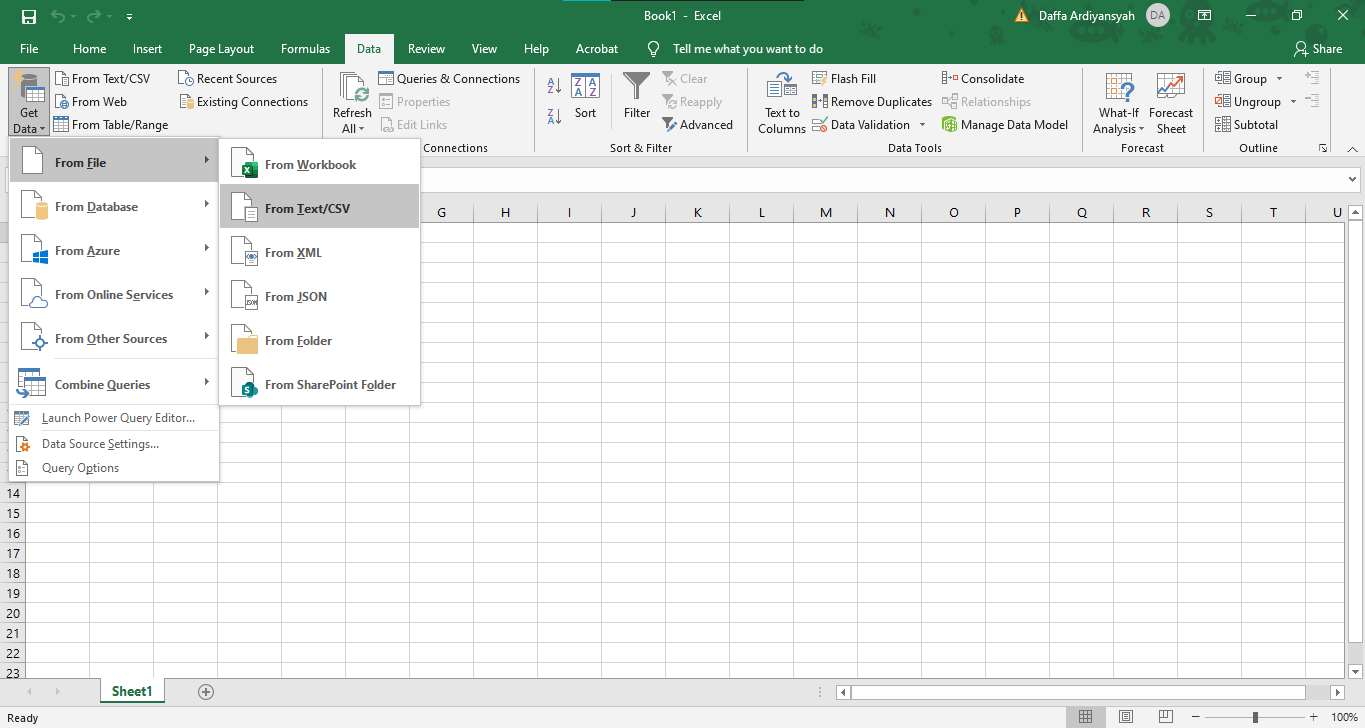 Book1 - Excel
Daffa Ardiyansyah
DA
File
Home
Insert
Page Layout
Formulas
Data
Review
View
Help
Acrobat
Tell me what you want to do
Share
Get
Data
From Text/CSV
From Web
From Table/Range
Recent Sources
Existing Connections
Refresh
All
Queries & Connections
Properties
Edit Links
Connections
Sort
Filter
Clear
Reapply
Advanced
Sort & Filter
Text to
Columns
Flash Fill
Remove Duplicates
Data Validation
Consolidate
Relationships
Manage Data Model
Data Tools
What-If
Analysis
Forecast
Sheet
Forecast
Group
Ungroup
Subtotal
Outline
From File
From Database
From Azure
From Online Services
From Other Sources
Combine Queries
Launch Power Query Editor...
Data Source Settings...
Query Options
From Workbook
From Text/CSV
From XML
From JSON
From Folder
From SharePoint Folder
G H I J K L M N O P Q R S T U
14
15
16
17
18
19
20
21
22
23
Sheet1
Ready
100%